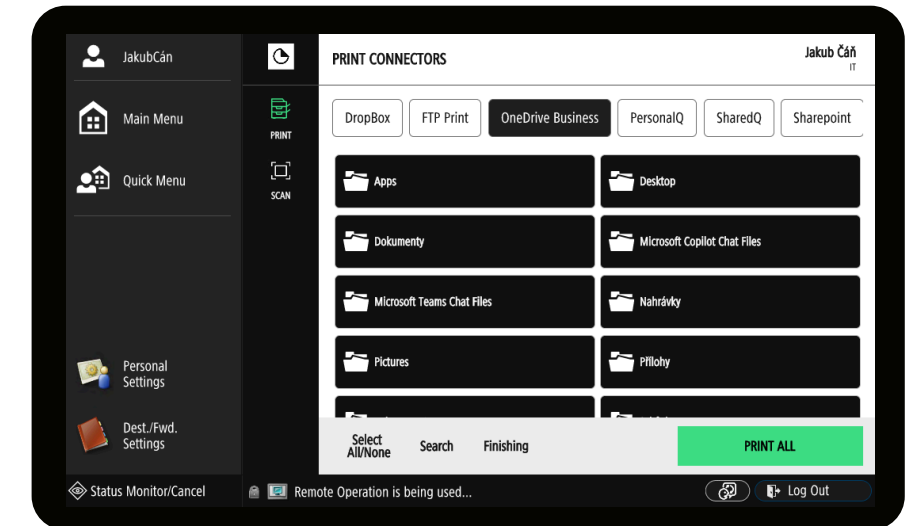 JakubCán
Main Menu
Quick Menu
Personal
Settings
Dest./Fwd.
Settings
Status Monitor/Cancel
PRINT
SCAN
PRINT CONNECTORS
Jakub Čáň
IT
DropBox
FTP Print
OneDrive Business
PersonalQ
SharedQ
Sharepoint
Apps
Desktop
Dokumenty
Microsoft Copilot Chat Files
Microsoft Teams Chat Files
Nahrávky
Pictures
Přílohy
Select
All/None
Search
Finishing
PRINT ALL
Remote Operation is being used...
Log Out